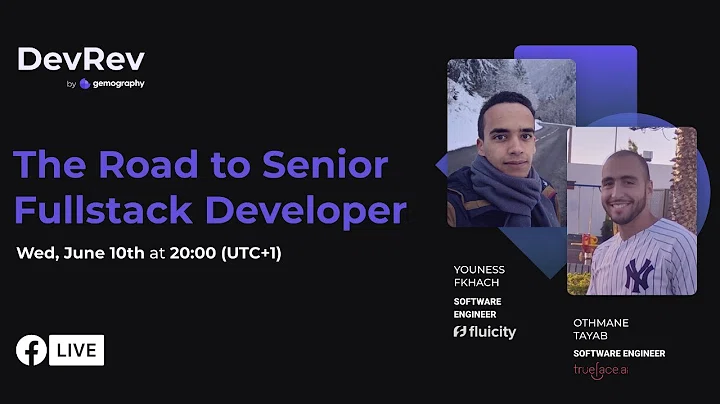 DevRev
by gemography
The Road to Senior
Fullstack Developer
Wed, June 10th at 20:00 (UTC+1)
LIVE
YOUNESS
FKHACH
SOFTWARE
ENGINEER
fluicity
NY
OTHMANE
TAYAB
SOFTWARE ENGINEER
trueface.ai